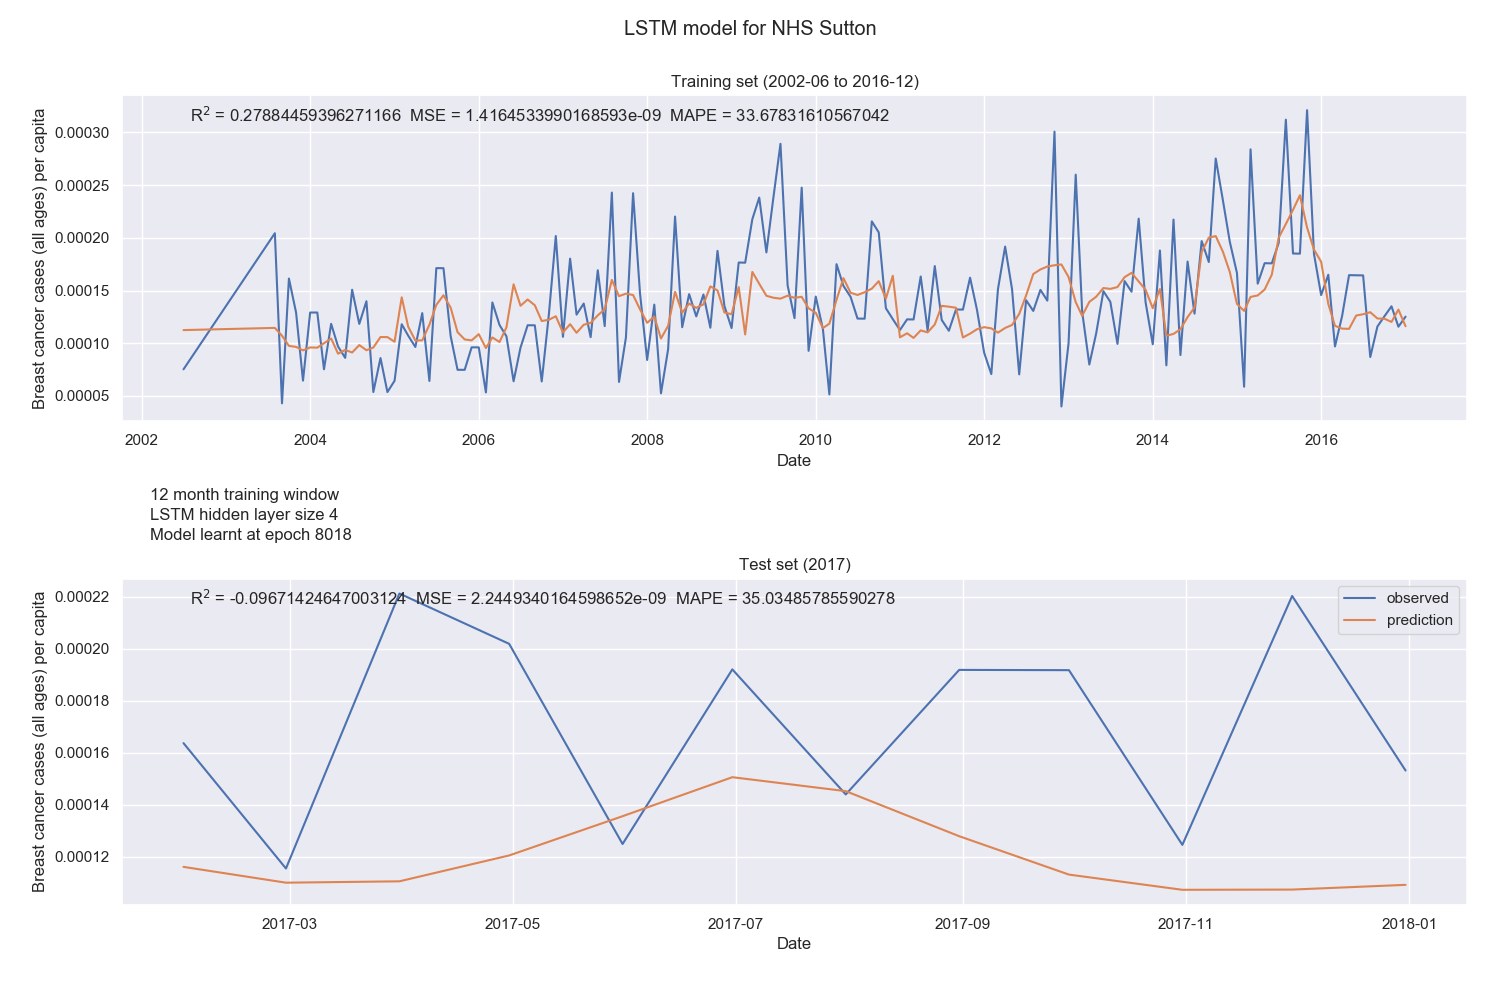 LSTM model for NHS Sutton
Training set (2002-06 to 2016-12)
R² = 0.27884459396271166 MSE = 1.4164533990168593e-09 MAPE = 33.67831610567042
Breast cancer cases (all ages) per capita
0.00030
0.00025
0.00020
0.00015
0.00010
0.00005
2002 2004 2006 2008 2010 2012 2014 2016
Date
12 month training window
LSTM hidden layer size 4
Model learnt at epoch 8018
Test set (2017)
R² = -0.09671424647003124 MSE = 2.2449340164598652e-09 MAPE = 35.03485785590278
observed
prediction
Breast cancer cases (all ages) per capita
0.00022
0.00020
0.00018
0.00016
0.00014
0.00012
2017-03 2017-05 2017-07 2017-09 2017-11 2018-01
Date